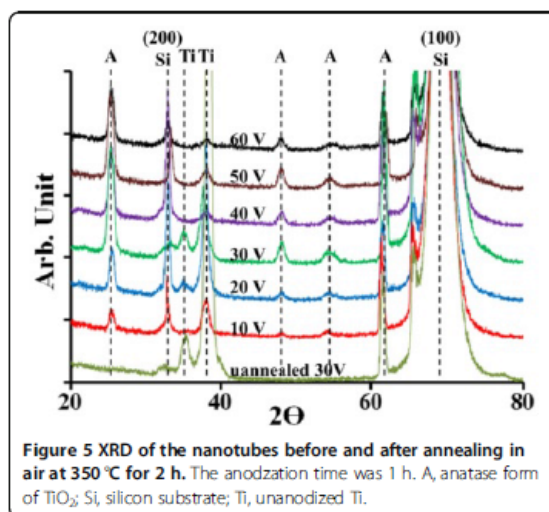 (200) (100)
A Si Ti Ti A A A Si
60 V
50 V
40 V
30 V
20 V
10 V
unannealed 30V
Arb. Unit
20 40 60 80
2Θ
Figure 5 XRD of the nanotubes before and after annealing in
air at 350 °C for 2 h. The anodzation time was 1 h. A, anatase form
of TiO₂; Si, silicon substrate; Ti, unanodized Ti.